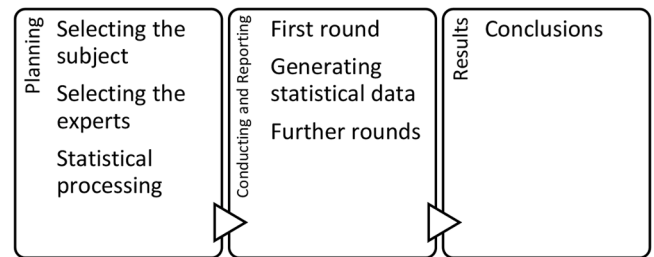 Planning
Selecting the
subject
Selecting the
experts
Statistical
processing
Conducting and Reporting
First round
Generating
statistical data
Further rounds
Results
Conclusions